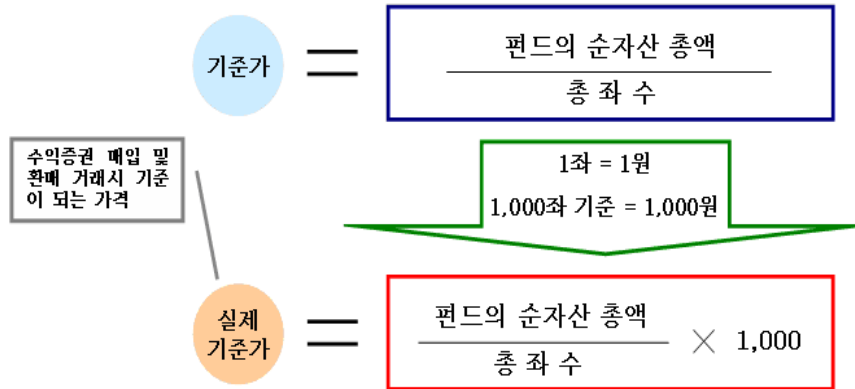 기준가
=
펀드의 순자산 총액
총 좌 수
수익증권 매입 및
환매 거래시 기준
이 되는 가격
1좌 = 1원
1,000좌 기준 = 1,000원
실제
기준가
=
펀드의 순자산 총액
총 좌 수
× 1,000